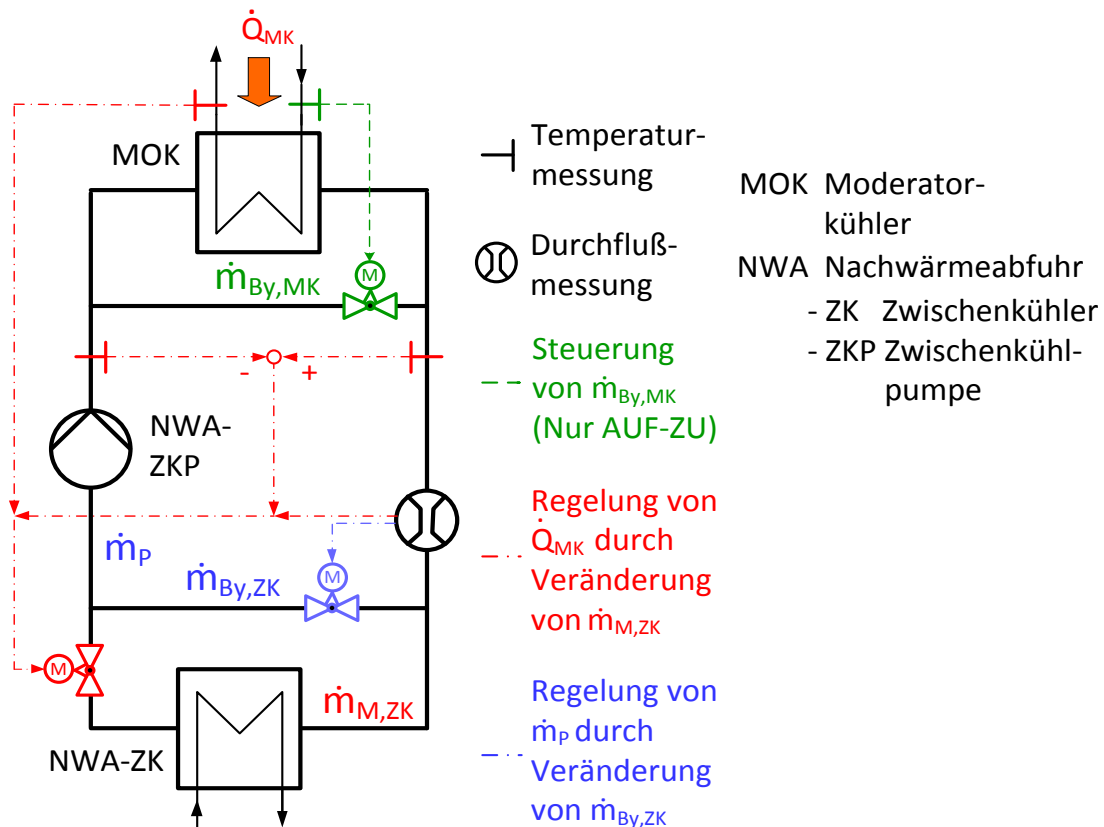 Q̇MK
MOK
ṁBy,MK
M
- +
NWA-
ZKP
ṁP
ṁBy,ZK
M
M
ṁM,ZK
NWA-ZK
Temperatur-
messung
Durchfluß-
messung
Steuerung
von ṁBy,MK
(Nur AUF-ZU)
Regelung von
Q̇MK durch
Veränderung
von ṁM,ZK
Regelung von
ṁP durch
Veränderung
von ṁBy,ZK
MOK Moderator-
kühler
NWA Nachwärmeabfuhr
- ZK Zwischenkühler
- ZKP Zwischenkühl-
pumpe